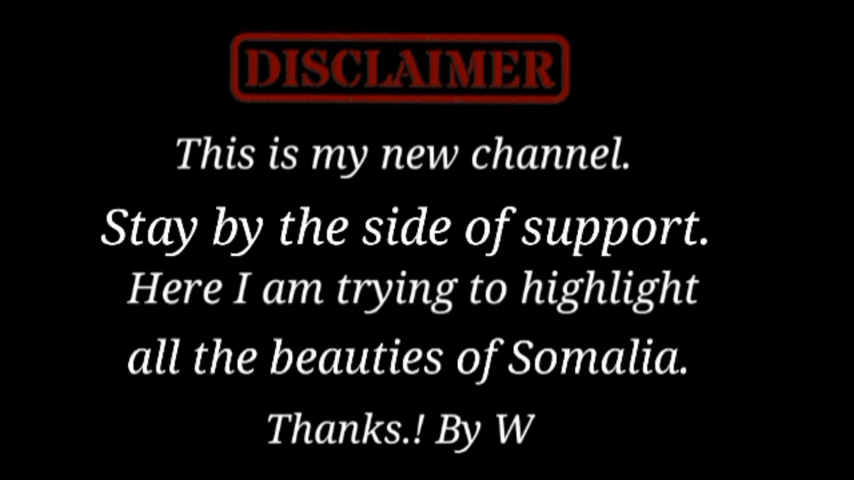 DISCLAIMER
This is my new channel.
Stay by the side of support.
Here I am trying to highlight
all the beauties of Somalia.
Thanks.! By W